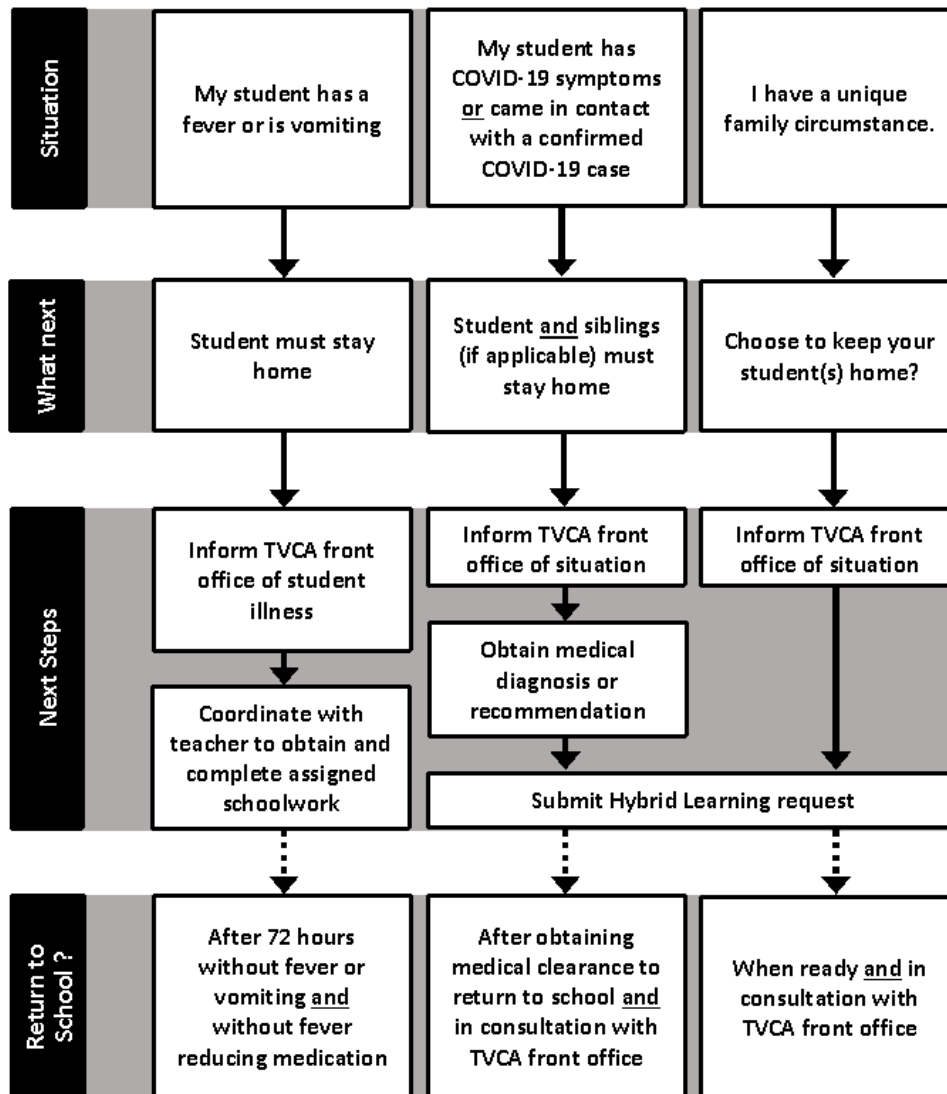 Situation
My student has a
fever or is vomiting
My student has
COVID-19 symptoms
or came in contact
with a confirmed
COVID-19 case
I have a unique
family circumstance.
What next
Student must stay
home
Student and siblings
(if applicable) must
stay home
Choose to keep your
student(s) home?
Next Steps
Inform TVCA front
office of student
illness
Coordinate with
teacher to obtain and
complete assigned
schoolwork
Inform TVCA front
office of situation
Obtain medical
diagnosis or
recommendation
Inform TVCA front
office of situation
Submit Hybrid Learning request
Return to
School ?
After 72 hours
without fever or
vomiting and
without fever
reducing medication
After obtaining
medical clearance to
return to school and
in consultation with
TVCA front office
When ready and in
consultation with
TVCA front office